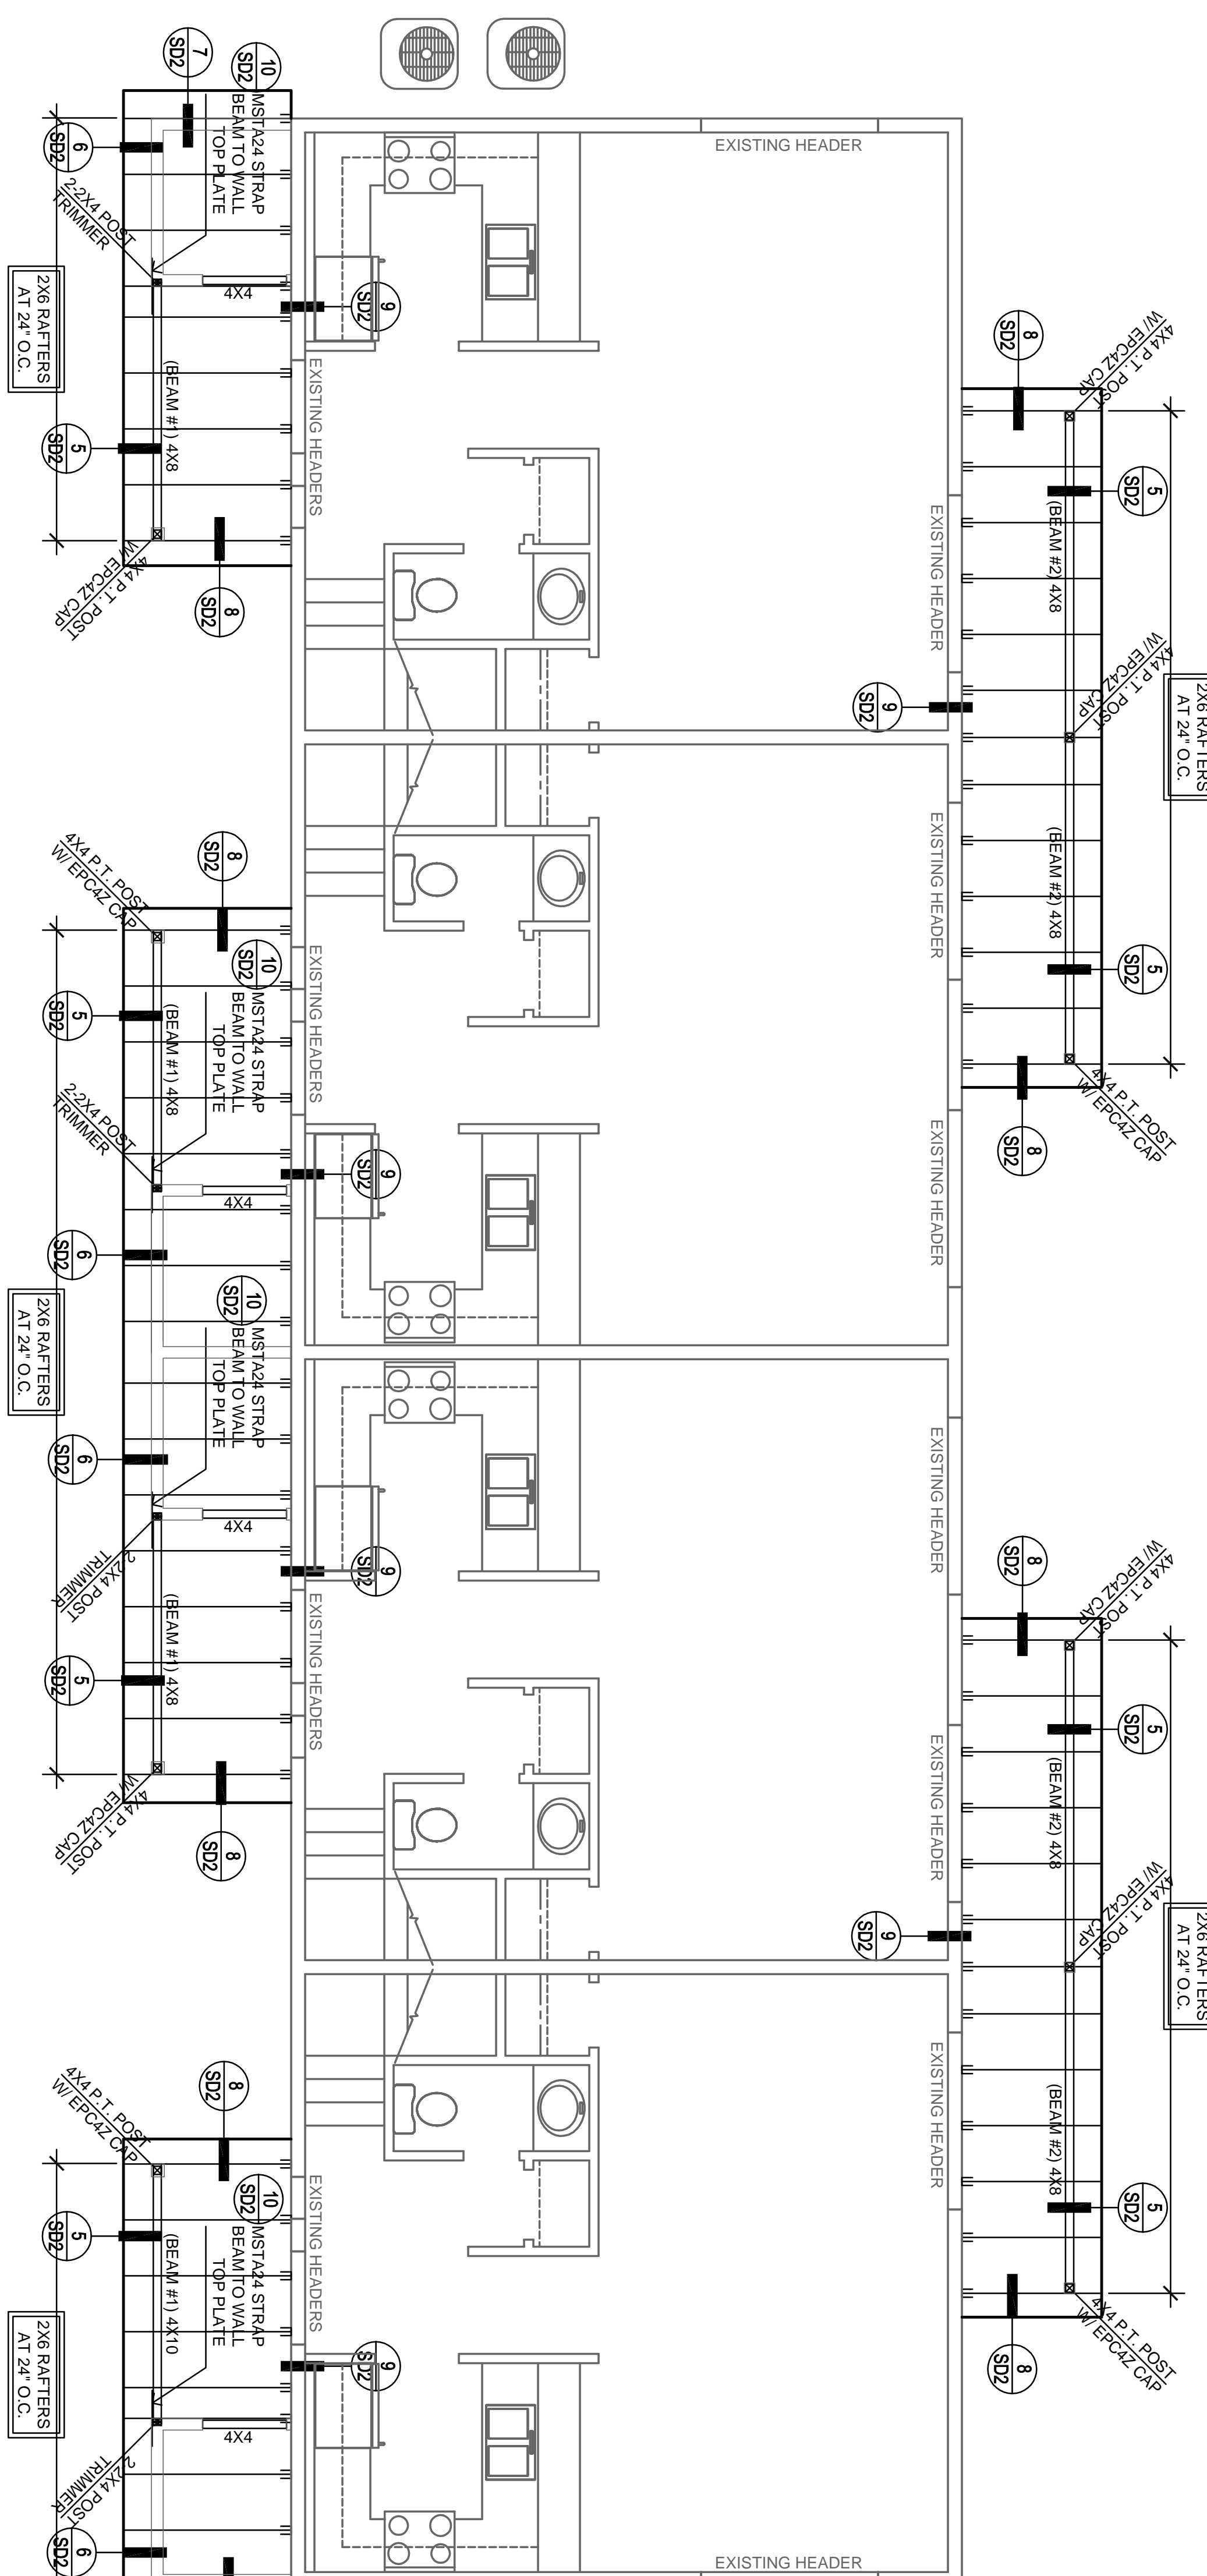 7
SD2
10
SD2
MSTA24 STRAP
BEAM TO WALL
TOP PLATE
6
SD2
2-2X4 POST
TRIMMER
2X6 RAFTERS
AT 24" O.C.
4X4
9
SD2
(BEAM #1) 4X8
5
SD2
EXISTING HEADERS
4X4 P.T. POST
W/ EPC4Z CAP
8
SD2
EXISTING HEADER
8
SD2
4X4 P.T. POST
W/ EPC4Z CAP
5
SD2
(BEAM #2) 4X8
EXISTING HEADER
4X4 P.T. POST
W/ EPC4Z CAP
2X6 RAFTERS
AT 24" O.C.
9
SD2
EXISTING HEADER
(BEAM #2) 4X8
5
SD2
4X4 P.T. POST
W/ EPC4Z CAP
8
SD2
EXISTING HEADER
8
SD2
4X4 P.T. POST
W/ EPC4Z CAP
10
SD2
MSTA24 STRAP
BEAM TO WALL
TOP PLATE
5
SD2
(BEAM #1) 4X8
EXISTING HEADERS
2-2X4 POST
TRIMMER
4X4
9
SD2
6
SD2
10
SD2
2X6 RAFTERS
AT 24" O.C.
MSTA24 STRAP
BEAM TO WALL
TOP PLATE
6
SD2
4X4
2-2X4 POST
TRIMMER
9
SD2
(BEAM #1) 4X8
5
SD2
EXISTING HEADERS
4X4 P.T. POST
W/ EPC4Z CAP
8
SD2
EXISTING HEADER
8
SD2
4X4 P.T. POST
W/ EPC4Z CAP
5
SD2
(BEAM #2) 4X8
EXISTING HEADER
4X4 P.T. POST
W/ EPC4Z CAP
2X6 RAFTERS
AT 24" O.C.
9
SD2
EXISTING HEADER
(BEAM #2) 4X8
5
SD2
4X4 P.T. POST
W/ EPC4Z CAP
8
SD2
8
SD2
4X4 P.T. POST
W/ EPC4Z CAP
10
SD2
MSTA24 STRAP
BEAM TO WALL
TOP PLATE
5
SD2
(BEAM #1) 4X10
EXISTING HEADERS
2X6 RAFTERS
AT 24" O.C.
9
SD2
4X4
2-2X4 POST
TRIMMER
6
SD2
EXISTING HEADER